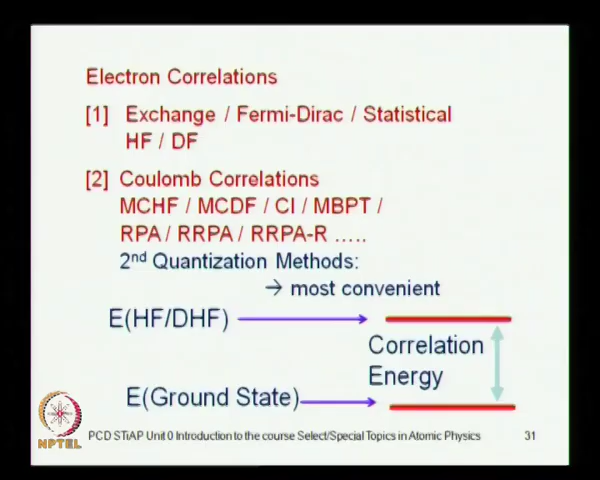 Electron Correlations
[1] Exchange / Fermi-Dirac / Statistical
HF / DF
[2] Coulomb Correlations
MCHF / MCDF / CI / MBPT /
RPA / RRPA / RRPA-R .....
2nd Quantization Methods:
→ most convenient
E(HF/DHF)
Correlation
Energy
E(Ground State)
NPTEL
PCD STiAP Unit 0 Introduction to the course Select/Special Topics in Atomic Physics 31